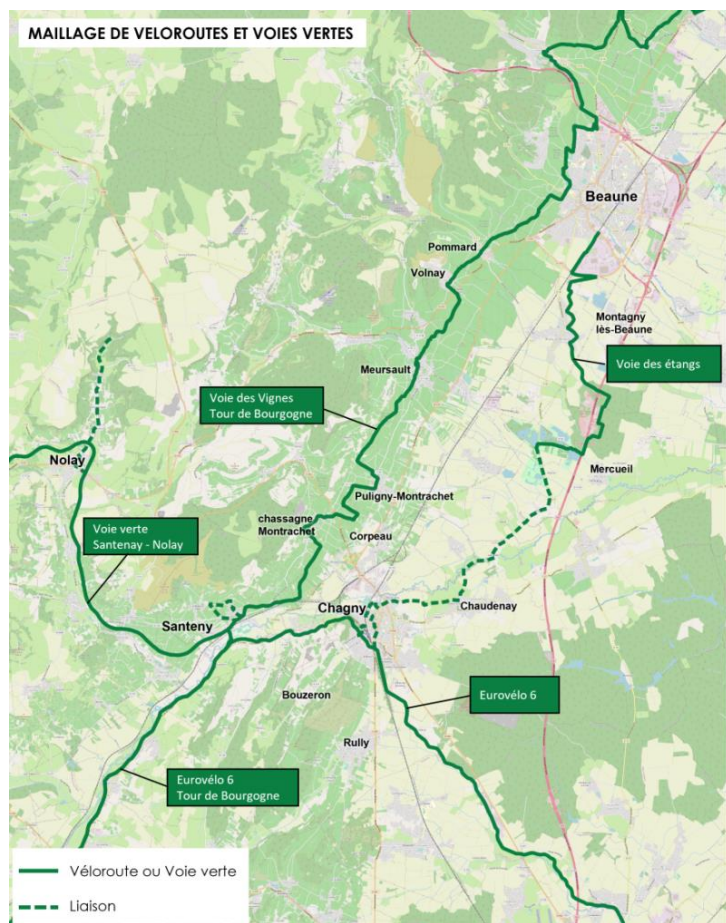 MAILLAGE DE VELOROUTES ET VOIES VERTES
Beaune
Pommard
Volnay
Montagny
lès-Beaune
Voie des étangs
Meursault
Voie des Vignes
Tour de Bourgogne
Nolay
Mercueil
Puligny-Montrachet
chassagne
Montrachet
Voie verte
Santenay - Nolay
Corpeau
Chagny
Chaudenay
Santeny
Bouzeron
Eurovélo 6
Rully
Eurovélo 6
Tour de Bourgogne
Véloroute ou Voie verte
Liaison